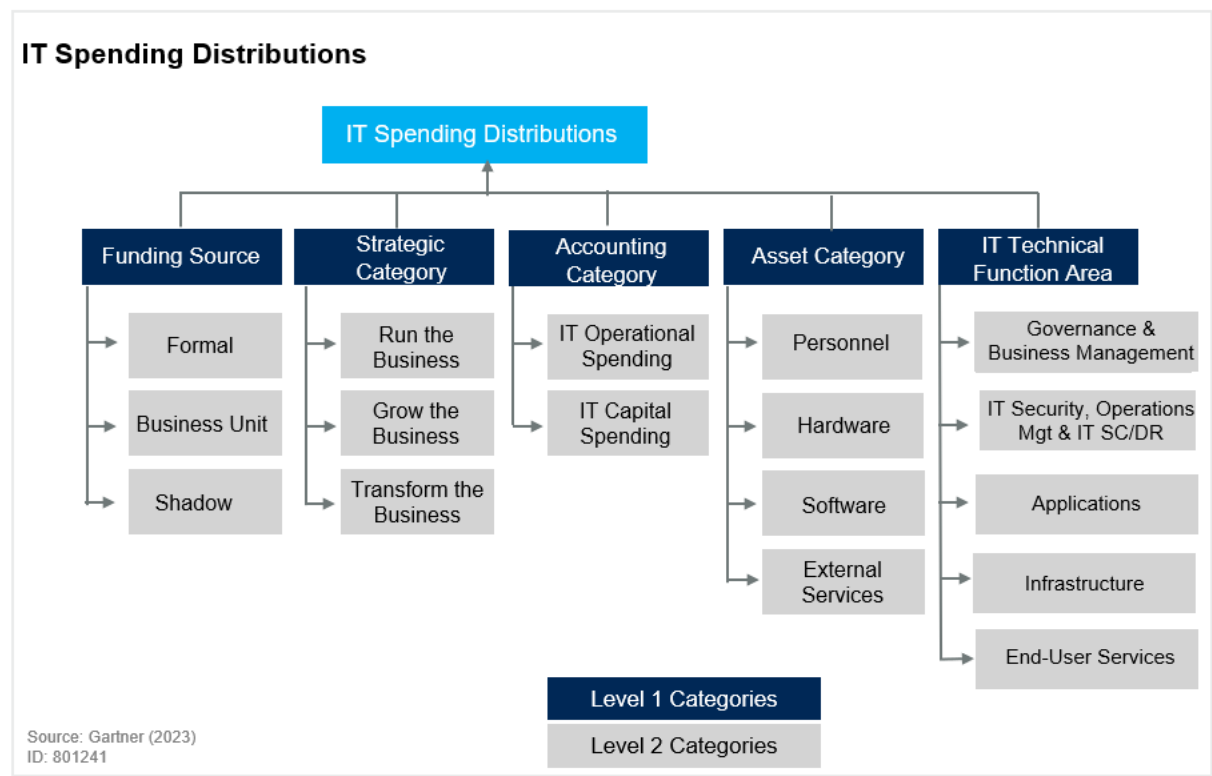 IT Spending Distributions
IT Spending Distributions
Funding Source
Strategic
Category
Accounting
Category
Asset Category
IT Technical
Function Area
Formal
Business Unit
Shadow
Run the
Business
Grow the
Business
Transform the
Business
IT Operational
Spending
IT Capital
Spending
Personnel
Hardware
Software
External
Services
Governance &
Business Management
IT Security, Operations
Mgt & IT SC/DR
Applications
Infrastructure
End-User Services
Level 1 Categories
Level 2 Categories
Source: Gartner (2023)
ID: 801241